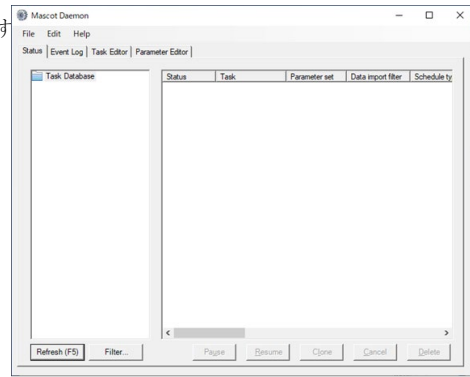 Mascot Daemon
す
File Edit Help
Status Event Log Task Editor Parameter Editor
Task Database
Status Task Parameter set Data import filter Schedule ty
Refresh (F5) Filter... Pause Resume Clone Cancel Delete